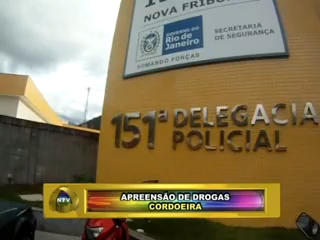 NOVA FRIBU
GOVERNO DO
Rio de
Janeiro
SECRETARIA
DE SEGURANÇA
SOMANDO FORÇAS
151ª DELEGACIA
POLICIAL
NTV
APREENSÃO DE DROGAS
CORDOEIRA